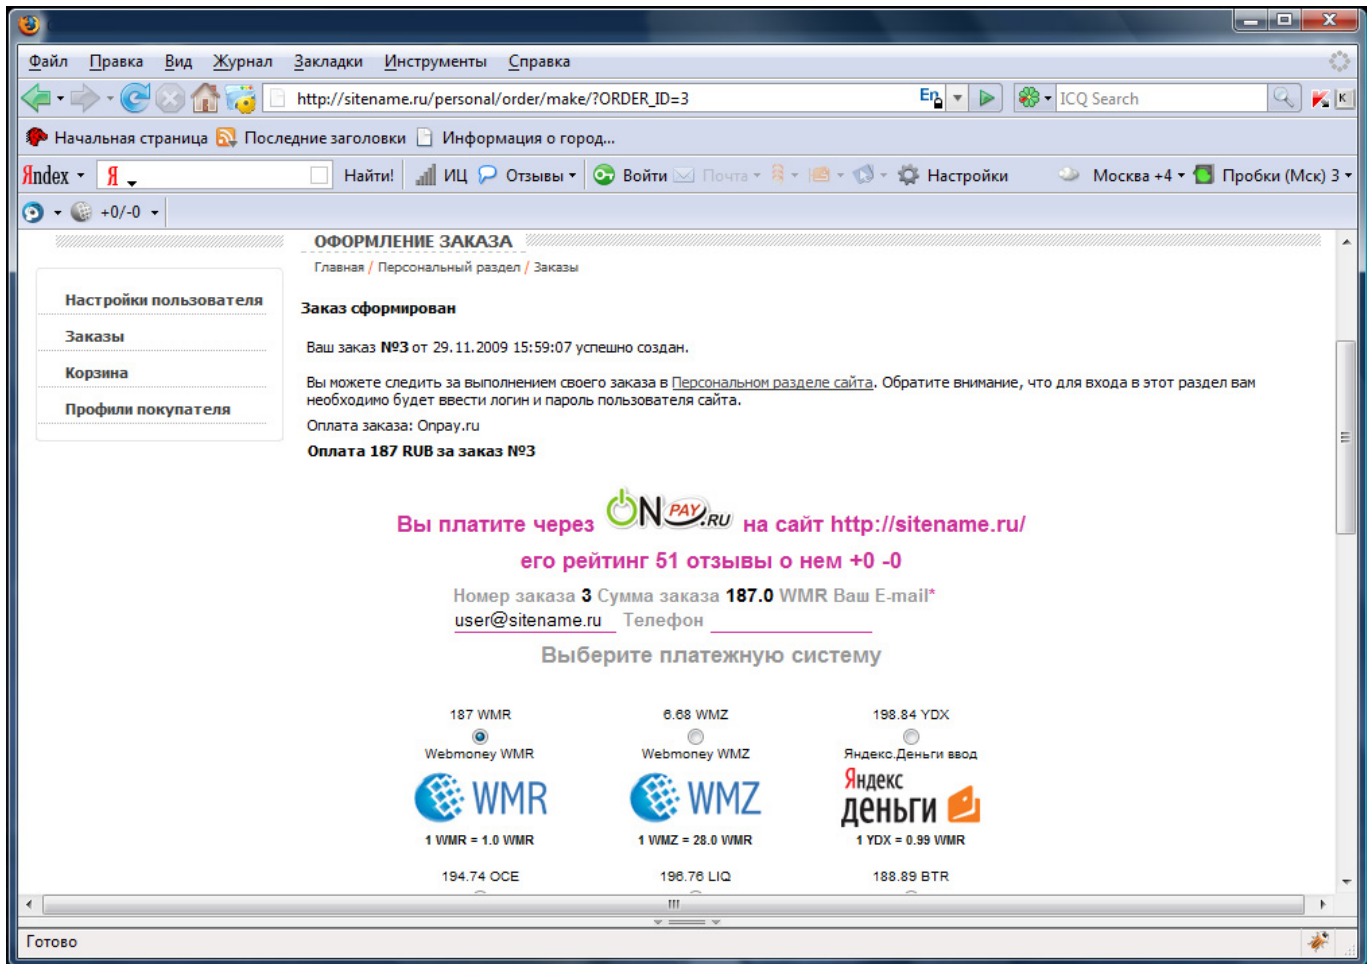 Файл Правка Вид Журнал Закладки Инструменты Справка
http://sitename.ru/personal/order/make/?ORDER_ID=3 En ICQ Search K
Начальная страница Последние заголовки Информация о город...
Яndex Я Найти! ИЦ Отзывы Войти Почта Настройки Москва +4 Пробки (Мск) 3
+0/-0
ОФОРМЛЕНИЕ ЗАКАЗА
Главная / Персональный раздел / Заказы
Настройки пользователя
Заказы
Корзина
Профили покупателя
Заказ сформирован
Ваш заказ №3 от 29.11.2009 15:59:07 успешно создан.
Вы можете следить за выполнением своего заказа в Персональном разделе сайта. Обратите внимание, что для входа в этот раздел вам
необходимо будет ввести логин и пароль пользователя сайта.
Оплата заказа: Onpay.ru
Оплата 187 RUB за заказ №3
Вы платите через ON PAY.RU на сайт http://sitename.ru/
его рейтинг 51 отзывы о нем +0 -0
Номер заказа 3 Сумма заказа 187.0 WMR Ваш E-mail*
user@sitename.ru Телефон
Выберите платежную систему
187 WMR 6.68 WMZ 198.84 YDX
Webmoney WMR Webmoney WMZ Яндекс.Деньги ввод
WMR WMZ Яндекс деньги
1 WMR = 1.0 WMR 1 WMZ = 28.0 WMR 1 YDX = 0.99 WMR
194.74 OCE 196.76 LIQ 188.89 BTR
Готово